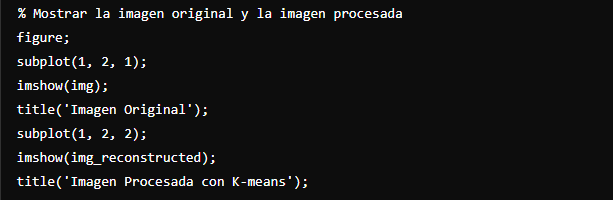 % Mostrar la imagen original y la imagen procesada
figure;
subplot(1, 2, 1);
imshow(img);
title('Imagen Original');
subplot(1, 2, 2);
imshow(img_reconstructed);
title('Imagen Procesada con K-means');